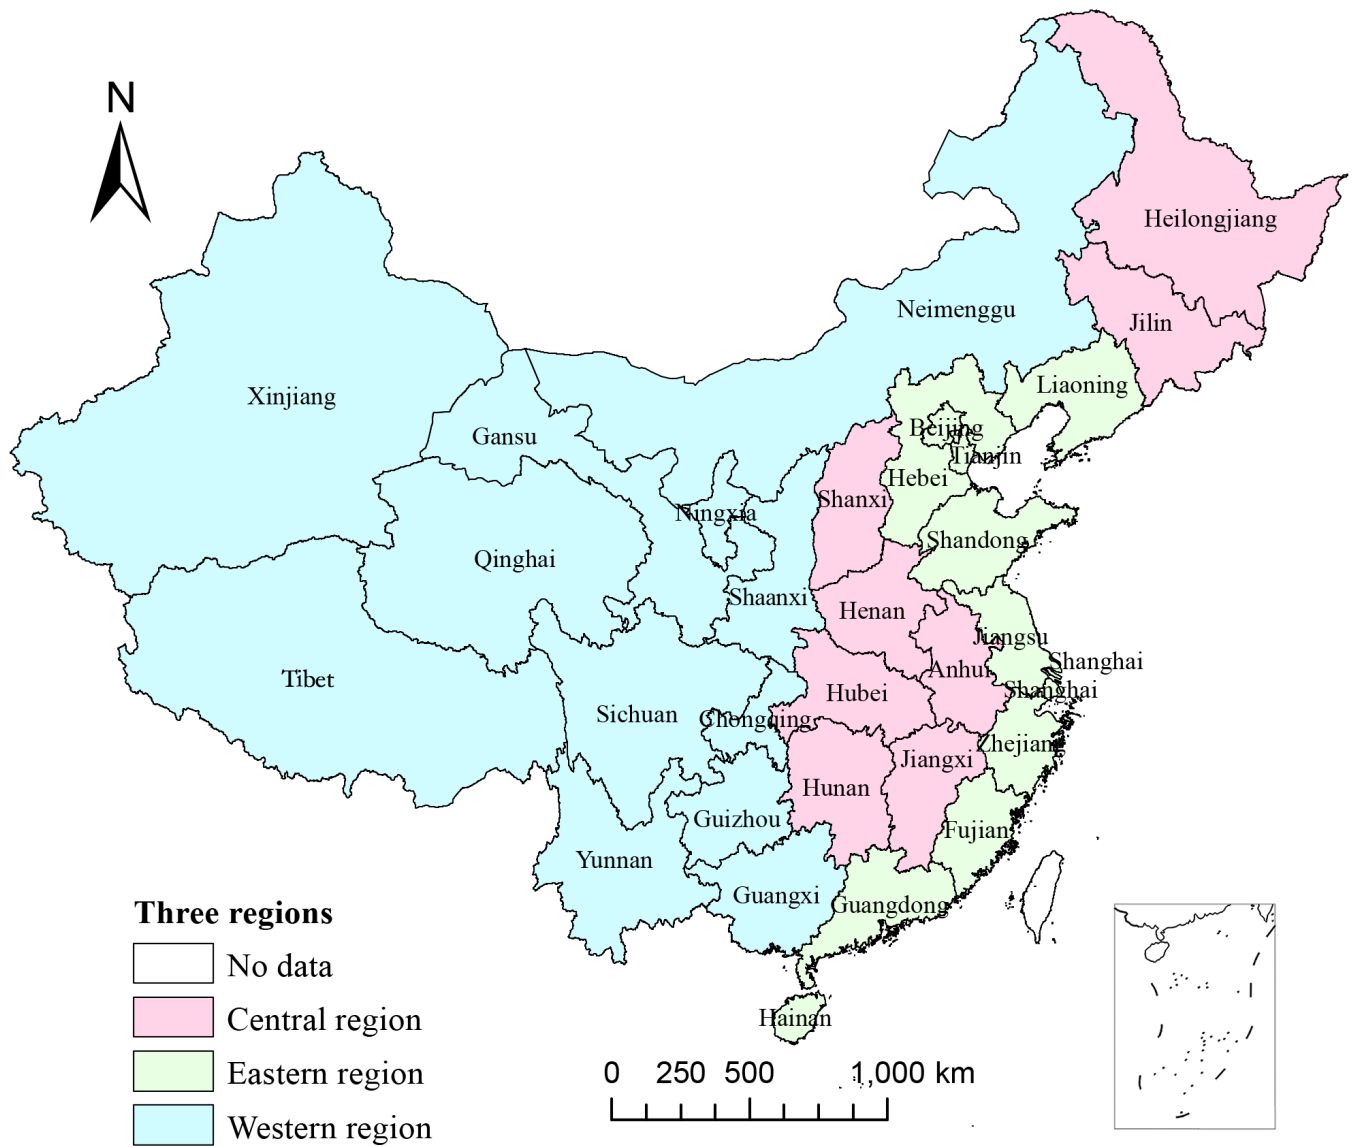 N
Heilongjiang
Neimenggu
Jilin
Xinjiang
Liaoning
Gansu
Beijing
Tianjin
Hebei
Shanxi
Ningxia
Shandong
Qinghai
Shaanxi
Henan
Jiangsu
Shanghai
Anhui
Tibet
Shanghai
Hubei
Sichuan
Chongqing
Zhejiang
Jiangxi
Hunan
Guizhou
Fujian
Yunnan
Guangxi
Guangdong
Hainan
Three regions
No data
Central region
Eastern region
Western region
0 250 500 1,000 km